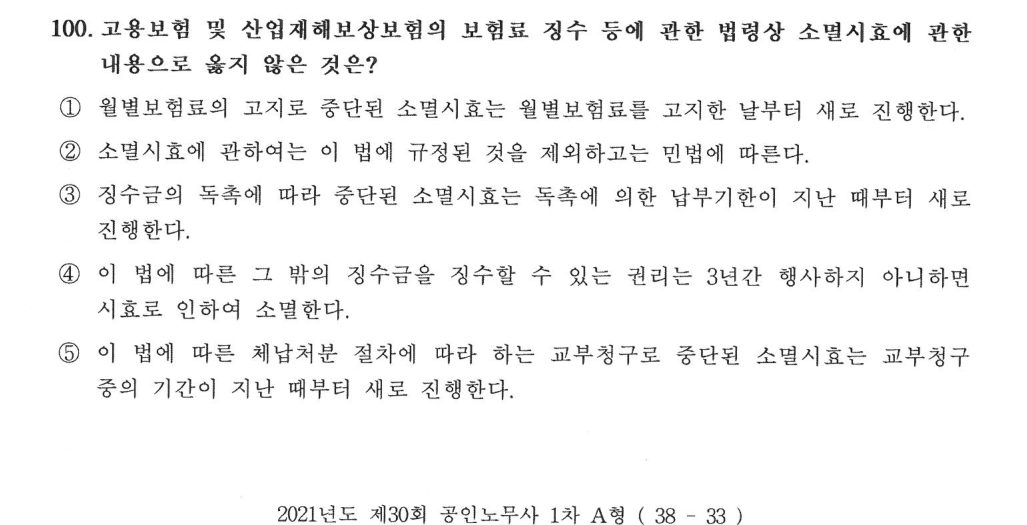 100. 고용보험 및 산업재해보상보험의 보험료 징수 등에 관한 법령상 소멸시효에 관한
내용으로 옳지 않은 것은?
① 월별보험료의 고지로 중단된 소멸시효는 월별보험료를 고지한 날부터 새로 진행한다.
② 소멸시효에 관하여는 이 법에 규정된 것을 제외하고는 민법에 따른다.
③ 징수금의 독촉에 따라 중단된 소멸시효는 독촉에 의한 납부기한이 지난 때부터 새로
진행한다.
④ 이 법에 따른 그 밖의 징수금을 징수할 수 있는 권리는 3년간 행사하지 아니하면
시효로 인하여 소멸한다.
⑤ 이 법에 따른 체납처분 절차에 따라 하는 교부청구로 중단된 소멸시효는 교부청구
중의 기간이 지난 때부터 새로 진행한다.
2021년도 제30회 공인노무사 1차 A형 ( 38 - 33 )